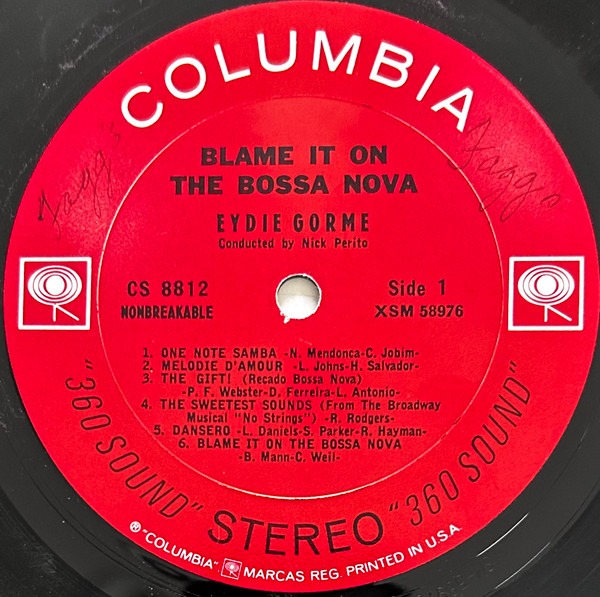 COLUMBIA
Fagg's
Faggs
BLAME IT ON
THE BOSSA NOVA
EYDIE GORME
Conducted by Nick Perito
CS 8812
NONBREAKABLE
Side 1
XSM 58976
1. ONE NOTE SAMBA -N. Mendonca-C. Jobim-
2. MELODIE D'AMOUR -L. Johns-H. Salvador-
3. THE GIFT! (Recado Bossa Nova)
-P. F. Webster-D. Ferreira-L. Antonio-
4. THE SWEETEST SOUNDS (From The Broadway
Musical "No Strings") -R. Rodgers-
5. DANSERO -L. Daniels-S. Parker-R. Hayman-
6. BLAME IT ON THE BOSSA NOVA
-B. Mann-C. Weil-
"360 SOUND" STEREO "360 SOUND"
® "COLUMBIA", MARCAS REG. PRINTED IN U.S.A.